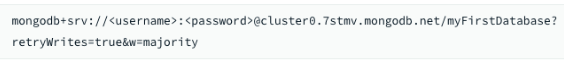 mongodb+srv://<username>:<password>@cluster0.7stmv.mongodb.net/myFirstDatabase?
retryWrites=true&w=majority